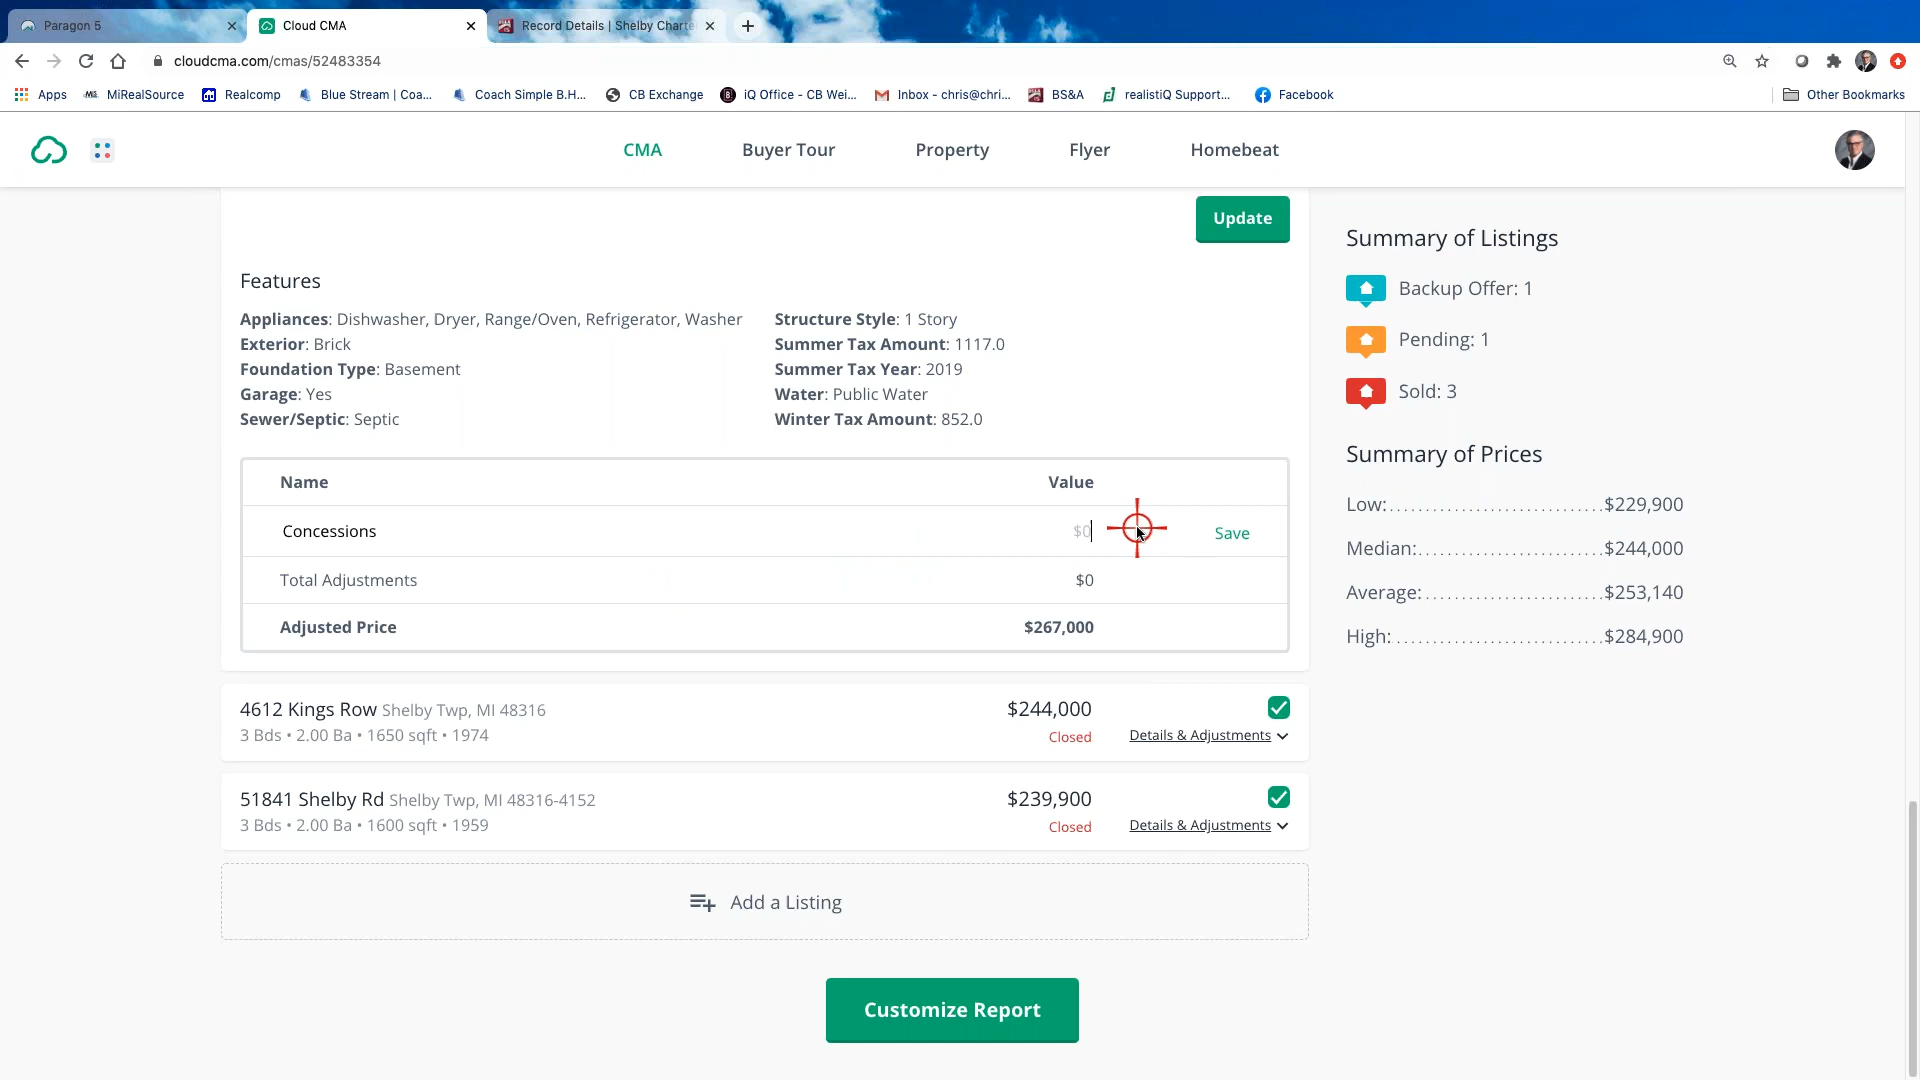 Paragon 5
Cloud CMA
Record Details | Shelby Charte
cloudcma.com/cmas/52483354
Apps
MiRealSource
Realcomp
Blue Stream | Coa...
Coach Simple B.H...
CB Exchange
iQ Office - CB Wei...
Inbox - chris@chri...
BS&A
realistiQ Support...
Facebook
Other Bookmarks
CMA
Buyer Tour
Property
Flyer
Homebeat
Update
Features
Appliances: Dishwasher, Dryer, Range/Oven, Refrigerator, Washer
Exterior: Brick
Foundation Type: Basement
Garage: Yes
Sewer/Septic: Septic
Structure Style: 1 Story
Summer Tax Amount: 1117.0
Summer Tax Year: 2019
Water: Public Water
Winter Tax Amount: 852.0
Name Value
Concessions $0 Save
Total Adjustments $0
Adjusted Price $267,000
4612 Kings Row Shelby Twp, MI 48316 $244,000
3 Bds • 2.00 Ba • 1650 sqft • 1974 Closed Details & Adjustments
51841 Shelby Rd Shelby Twp, MI 48316-4152 $239,900
3 Bds • 2.00 Ba • 1600 sqft • 1959 Closed Details & Adjustments
Add a Listing
Customize Report
Summary of Listings
Backup Offer: 1
Pending: 1
Sold: 3
Summary of Prices
Low:............................$229,900
Median:.........................$244,000
Average:........................$253,140
High:...........................$284,900